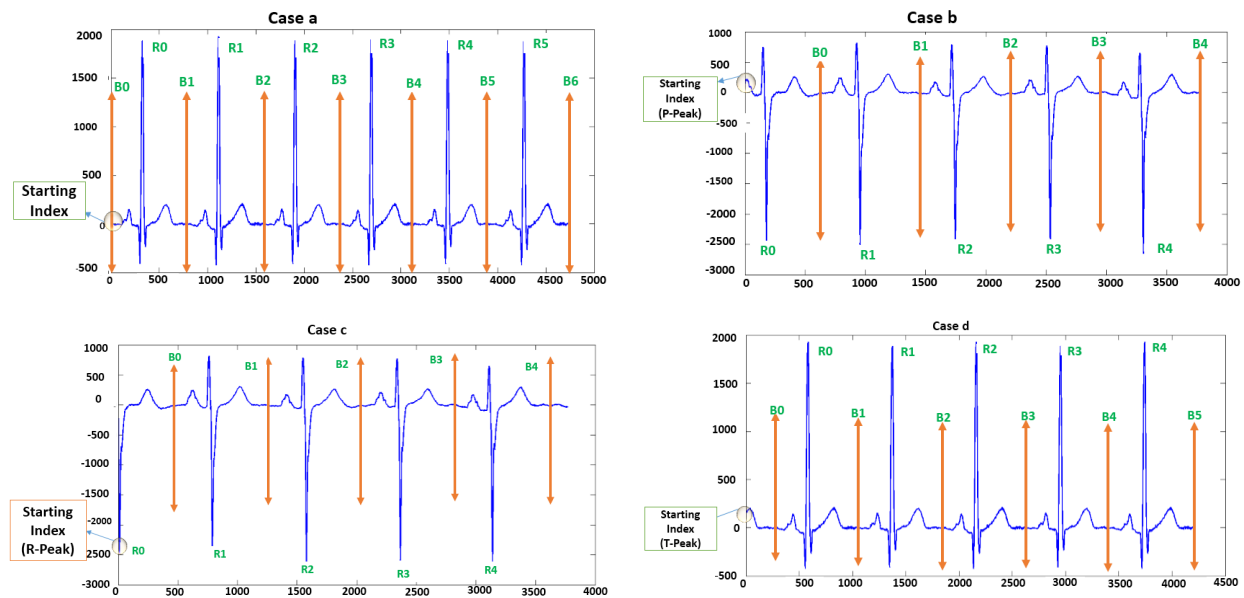 Case a
2000
1500
1000
500
0
-500
R0
R1
R2
R3
R4
R5
B0
B1
B2
B3
B4
B5
B6
Starting
Index
0
500
1000
1500
2000
2500
3000
3500
4000
4500
5000
Case b
1000
500
0
-500
-1000
-1500
-2000
-2500
-3000
B0
B1
B2
B3
B4
Starting
Index
(P-Peak)
R0
R1
R2
R3
R4
0
500
1000
1500
2000
2500
3000
3500
4000
Case c
1000
500
0
-500
-1000
-1500
-2000
2500
-3000
B0
B1
B2
B3
B4
Starting
Index
(R-Peak)
R0
R1
R2
R3
R4
0
500
1000
1500
2000
2500
3000
3500
4000
Case d
2000
1500
1000
500
0
-500
R0
R1
R2
R3
R4
B0
B1
B2
B3
B4
B5
Starting
Index
(T-Peak)
0
500
1000
1500
2000
2500
3000
3500
4000
4500